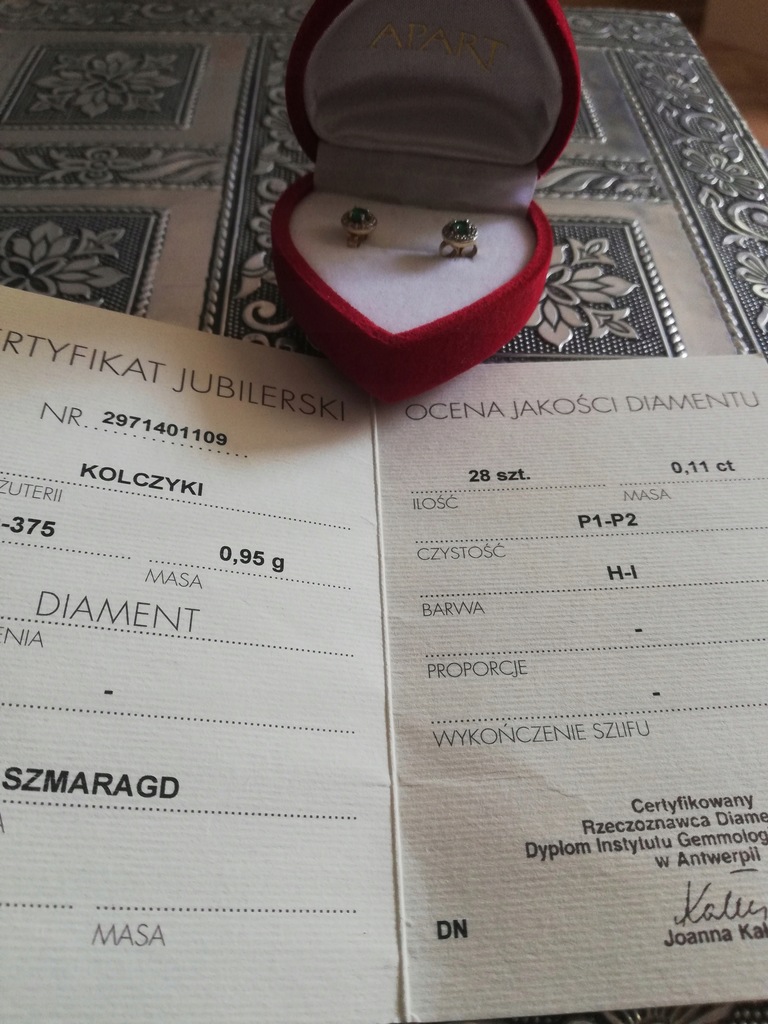 APART
CERTYFIKAT JUBILERSKI
NR. 2971401109
KOLCZYKI
ŻUTERII
-375
0,95 g
MASA
DIAMENT
ENIA
-
SZMARAGD
A
MASA
OCENA JAKOŚCI DIAMENTU
28 szt.
0,11 ct
ILOŚĆ
MASA
P1-P2
CZYSTOŚĆ
H-I
BARWA
-
PROPORCJE
-
WYKOŃCZENIE SZLIFU
Certyfikowany
Rzeczoznawca Diame
Dyplom Instytutu Gemmolog
w Antwerpii
DN
Joanna Kał